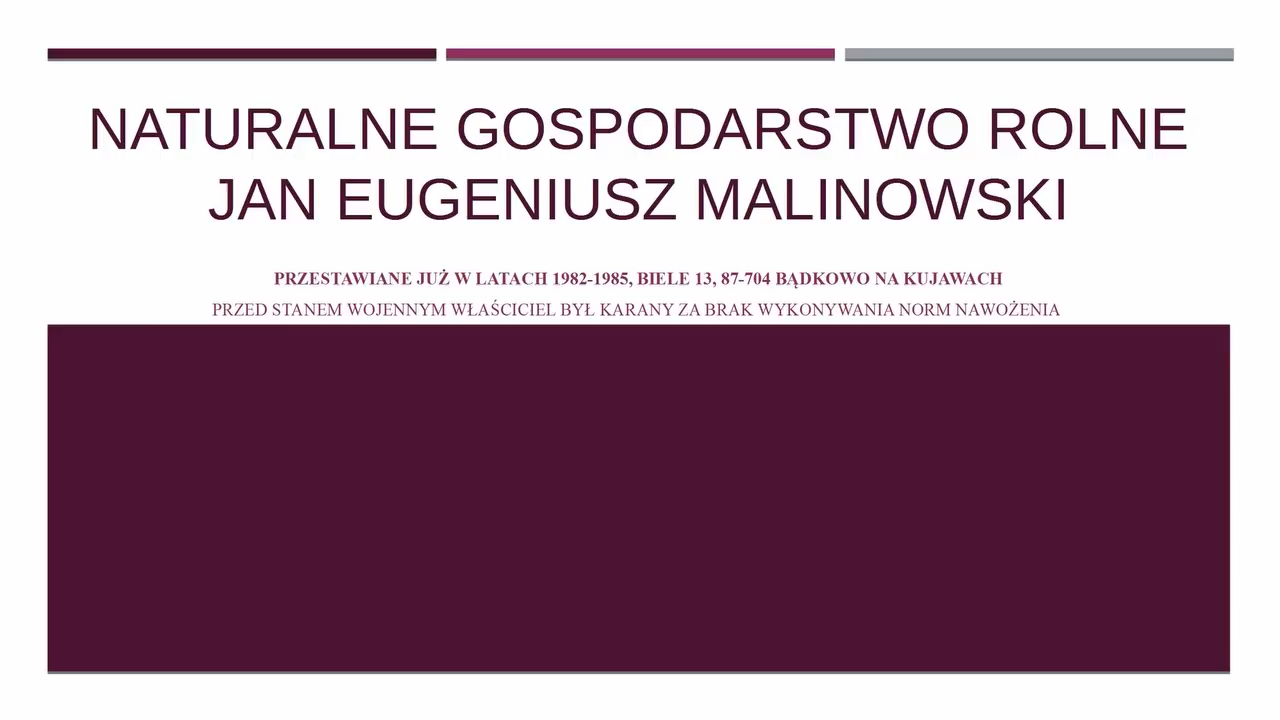 NATURALNE GOSPODARSTWO ROLNE
JAN EUGENIUSZ MALINOWSKI
PRZESTAWIANE JUŻ W LATACH 1982-1985, BIELE 13, 87-704 BĄDKOWO NA KUJAWACH
PRZED STANEM WOJENNYM WŁAŚCICIEL BYŁ KARANY ZA BRAK WYKONYWANIA NORM NAWOŻENIA